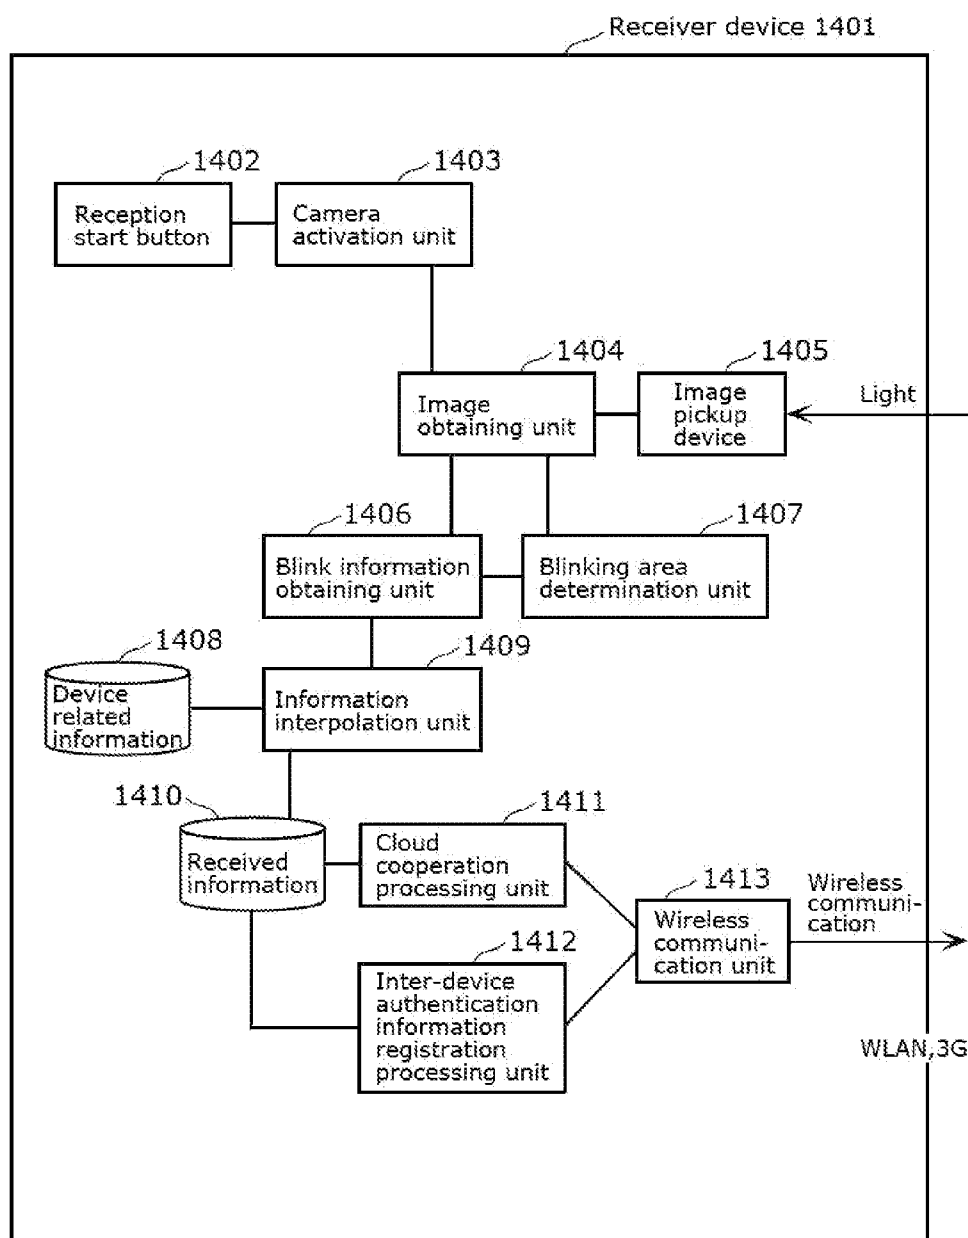 Receiver device 1401
1402
1403
Reception
start button
Camera
activation unit
1404
1405
Image
obtaining unit
Image
pickup
device
Light
1406
1407
Blink information
obtaining unit
Blinking area
determination unit
1408
1409
Device
related
information
Information
interpolation unit
1410
1411
Received
information
Cloud
cooperation
processing unit
1413
Wireless
communi-
cation
1412
Wireless
communi-
cation unit
Inter-device
authentication
information
registration
processing unit
WLAN,3G